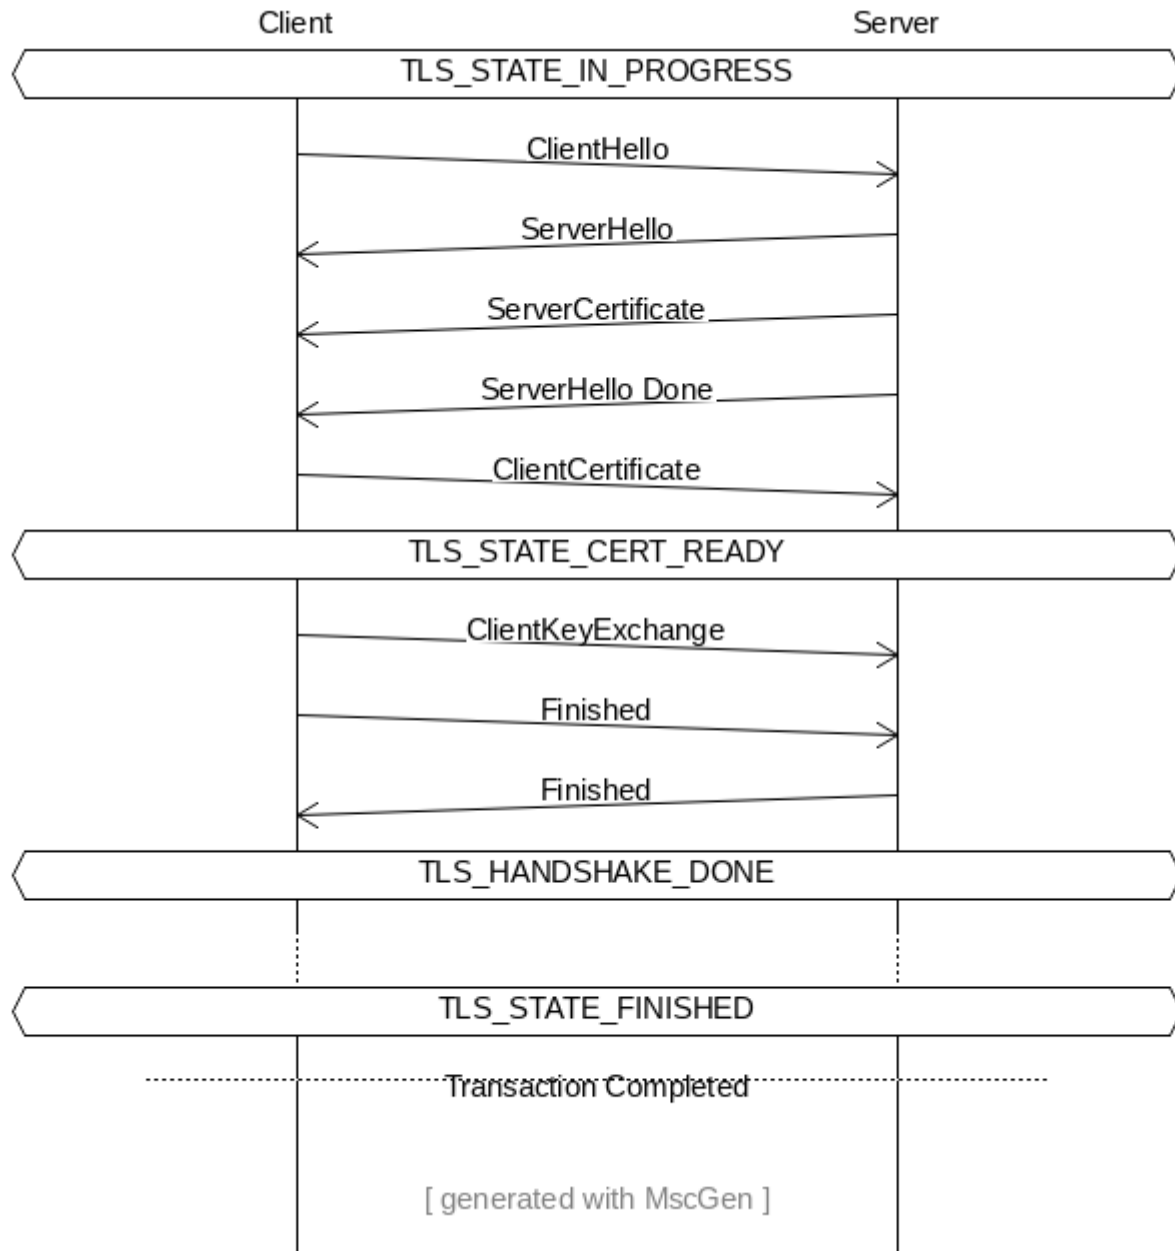 Client Server
TLS_STATE_IN_PROGRESS
ClientHello
ServerHello
ServerCertificate
ServerHello Done
ClientCertificate
TLS_STATE_CERT_READY
ClientKeyExchange
Finished
Finished
TLS_HANDSHAKE_DONE
TLS_STATE_FINISHED
Transaction Completed
[ generated with MscGen ]